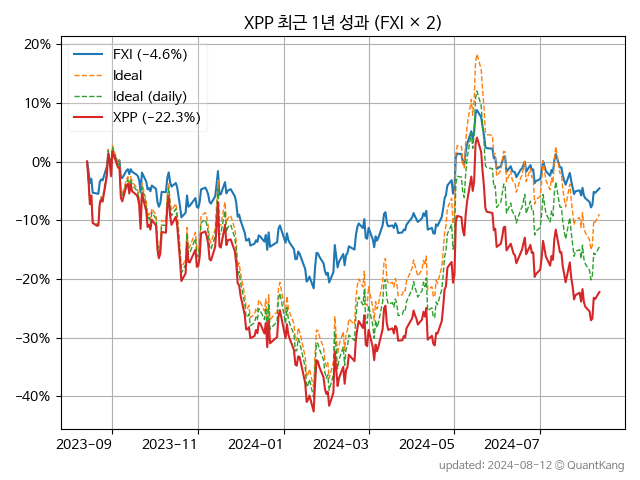 XPP 최근 1년 성과 (FXI × 2)
20%
10%
0%
−10%
−20%
−30%
−40%
FXI (−4.6%)
Ideal
Ideal (daily)
XPP (−22.3%)
2023-09
2023-11
2024-01
2024-03
2024-05
2024-07
updated: 2024-08-12 © QuantKang